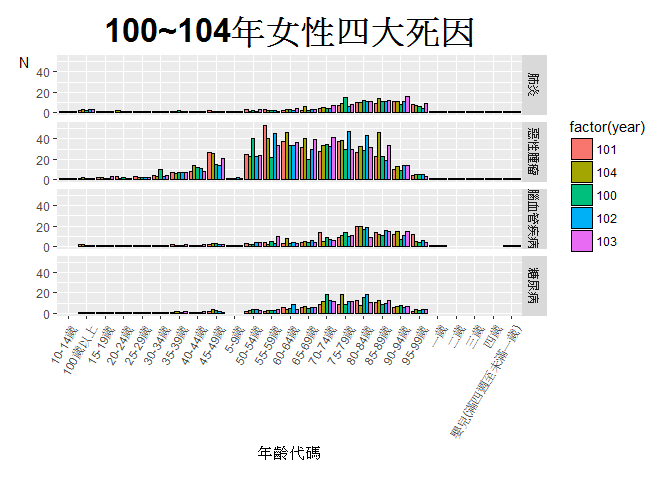 100~104年女性四大死因
N
40
20
0
肺炎
40
20
0
惡性腫瘤
40
20
0
腦血管疾病
40
20
0
糖尿病
10-14歲
100歲以上
15-19歲
20-24歲
25-29歲
30-34歲
35-39歲
40-44歲
45-49歲
5-9歲
50-54歲
55-59歲
60-64歲
65-69歲
70-74歲
75-79歲
80-84歲
85-89歲
90-94歲
95-99歲
一歲
二歲
三歲
四歲
嬰兒(滿四週至未滿一歲)
年齡代碼
factor(year)
101
104
100
102
103